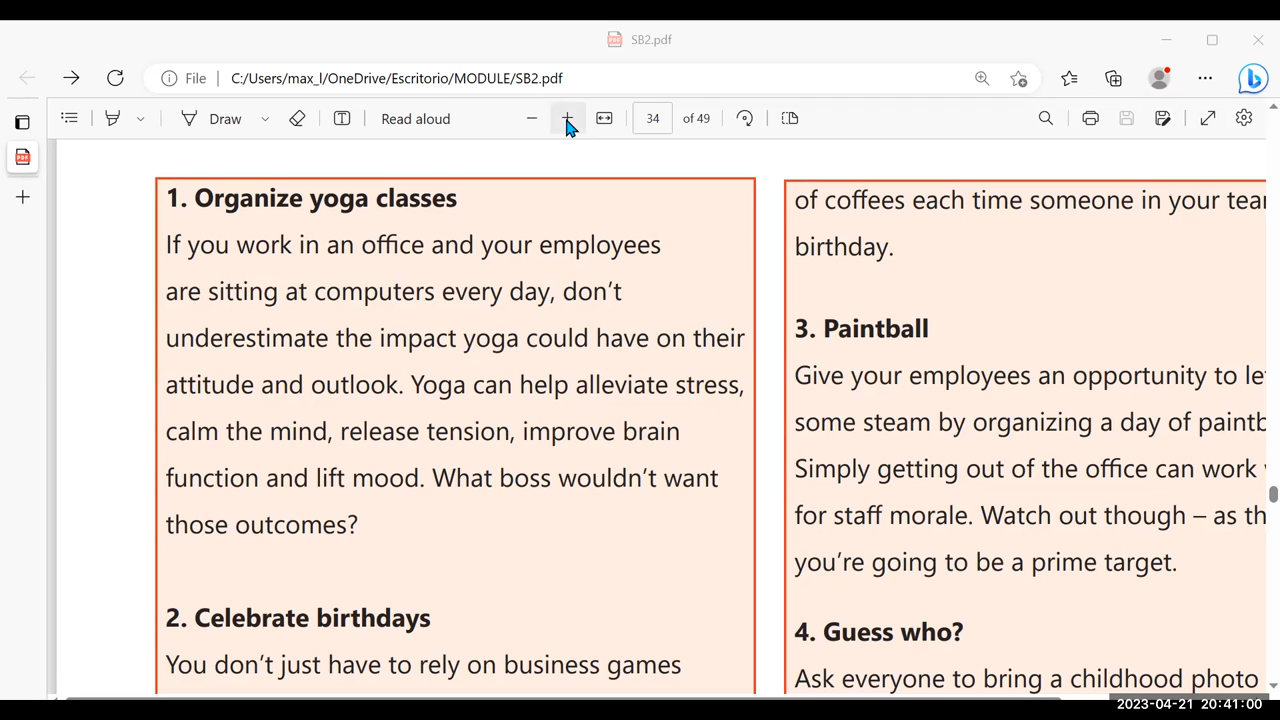 SB2.pdf
File C:/Users/max_l/OneDrive/Escritorio/MODULE/SB2.pdf
Draw Read aloud 34 of 49
1. Organize yoga classes
If you work in an office and your employees
are sitting at computers every day, don't
underestimate the impact yoga could have on their
attitude and outlook. Yoga can help alleviate stress,
calm the mind, release tension, improve brain
function and lift mood. What boss wouldn't want
those outcomes?
2. Celebrate birthdays
You don't just have to rely on business games
of coffees each time someone in your
birthday.
3. Paintball
Give your employees an opportunity to
some steam by organizing a day of
Simply getting out of the office can work
for staff morale. Watch out though – as
you're going to be a prime target.
4. Guess who?
Ask everyone to bring a childhood photo
2023-04-21 20:41:00